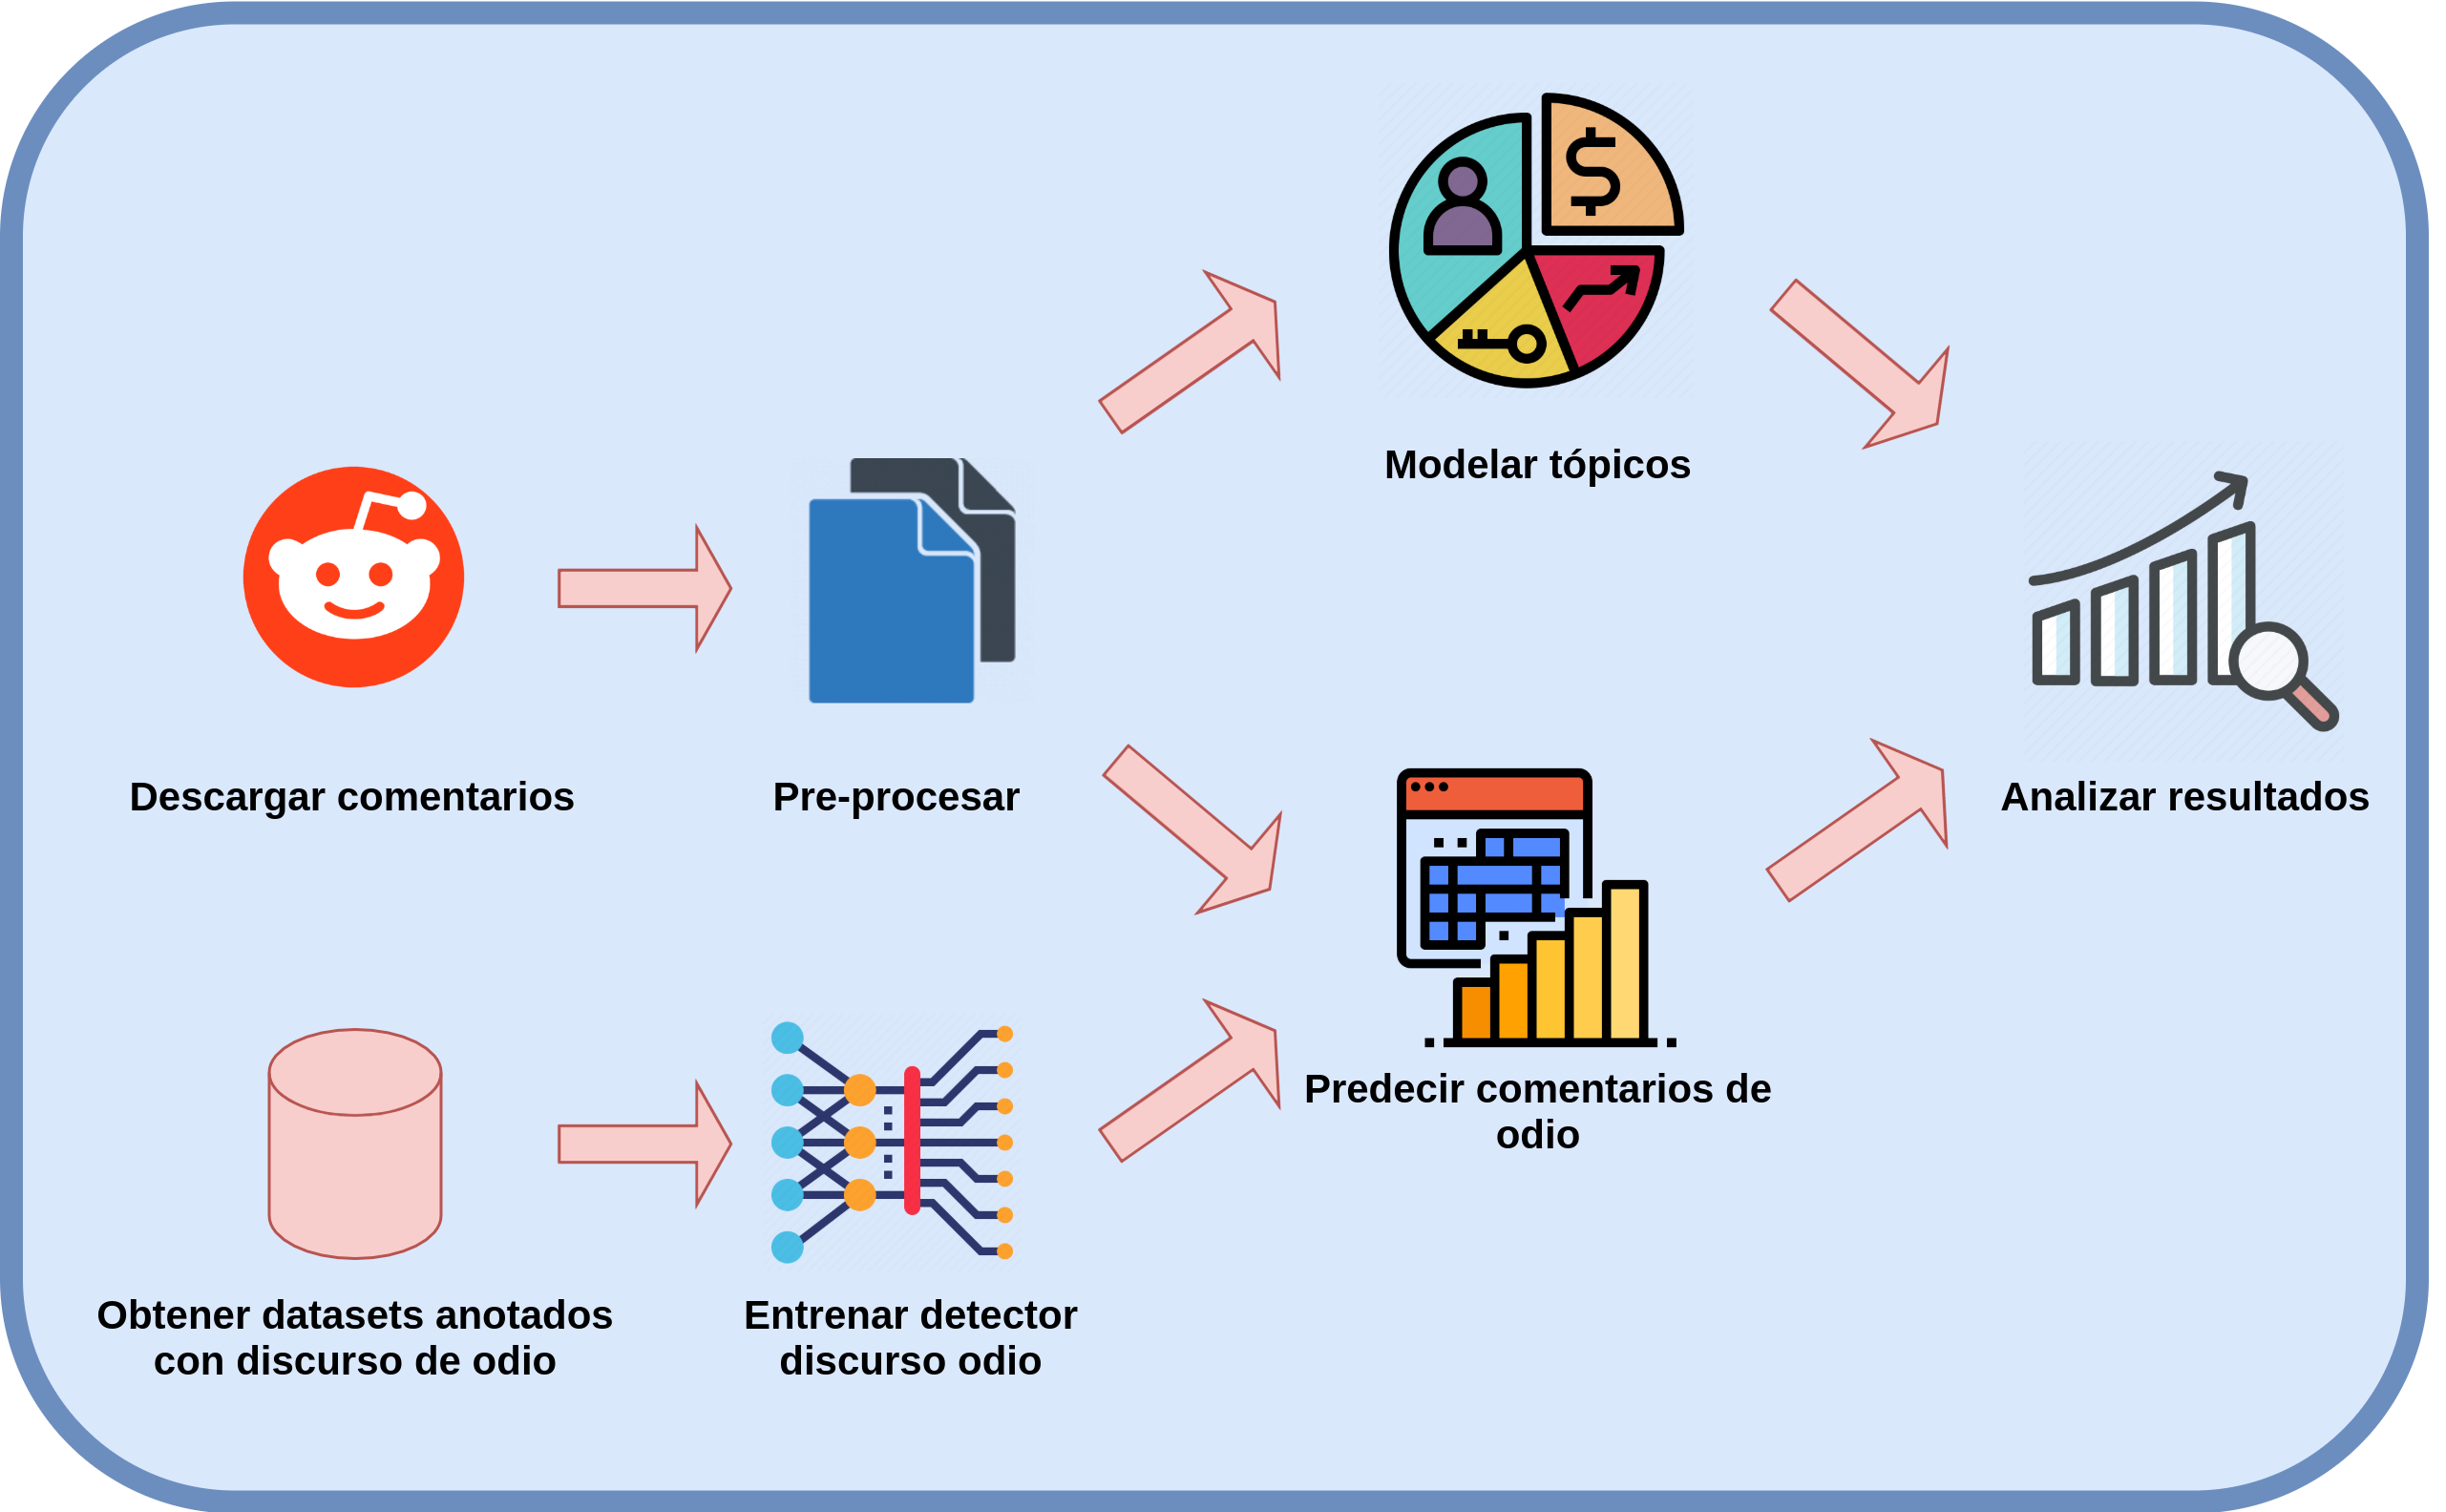 Modelar tópicos
Descargar comentarios
Pre-procesar
Analizar resultados
Predecir comentarios de
odio
Obtener datasets anotados
con discurso de odio
Entrenar detector
discurso odio